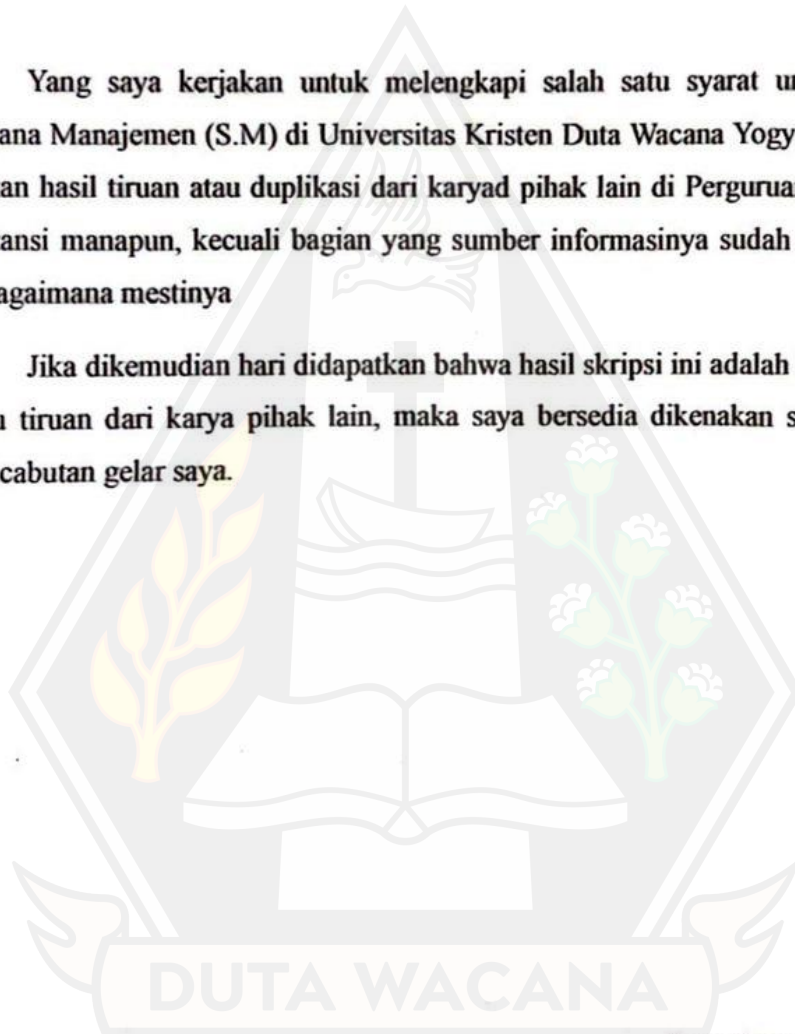 Yang saya kerjakan untuk melengkapi salah satu syarat
ana Manajemen (S.M) di Universitas Kristen Duta Wacana Yogy
an hasil tiruan atau duplikasi dari karyad pihak lain di Perguruan
ansi manapun, kecuali bagian yang sumber informasinya sudah
agaimana mestinya
Jika dikemudian hari didapatkan bahwa hasil skripsi ini adalah
tiruan dari karya pihak lain, maka saya bersedia dikenakan
cabutan gelar saya.
DUTA WACANA